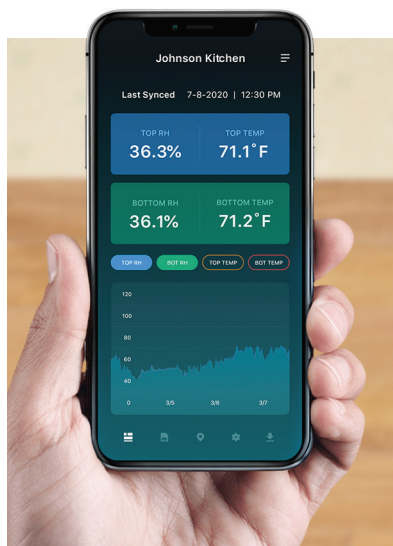 Johnson Kitchen
Last Synced 7-8-2020 | 12:30 PM
TOP RH TOP TEMP
36.3% 71.1°F
BOTTOM RH BOTTOM TEMP
36.1% 71.2°F
TOP RH BOT RH TOP TEMP BOT TEMP
120
100
80
60
40
0 3/5 3/6 3/7